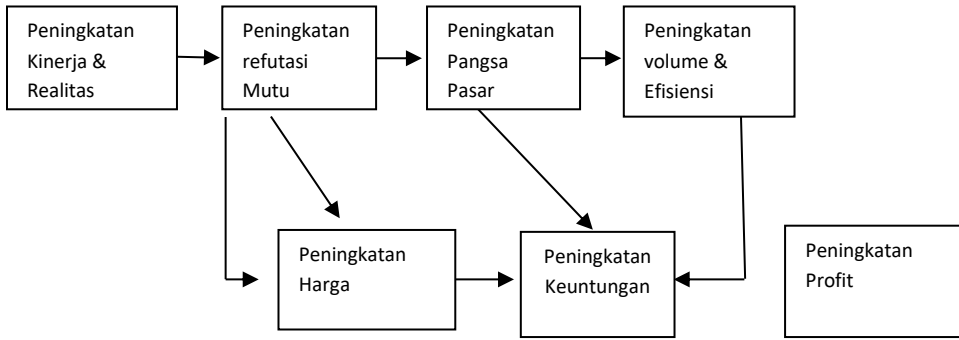 Peningkatan
Kinerja &
Realitas
Peningkatan
refutasi
Mutu
Peningkatan
Pangsa
Pasar
Peningkatan
volume &
Efisiensi
Peningkatan
Harga
Peningkatan
Keuntungan
Peningkatan
Profit